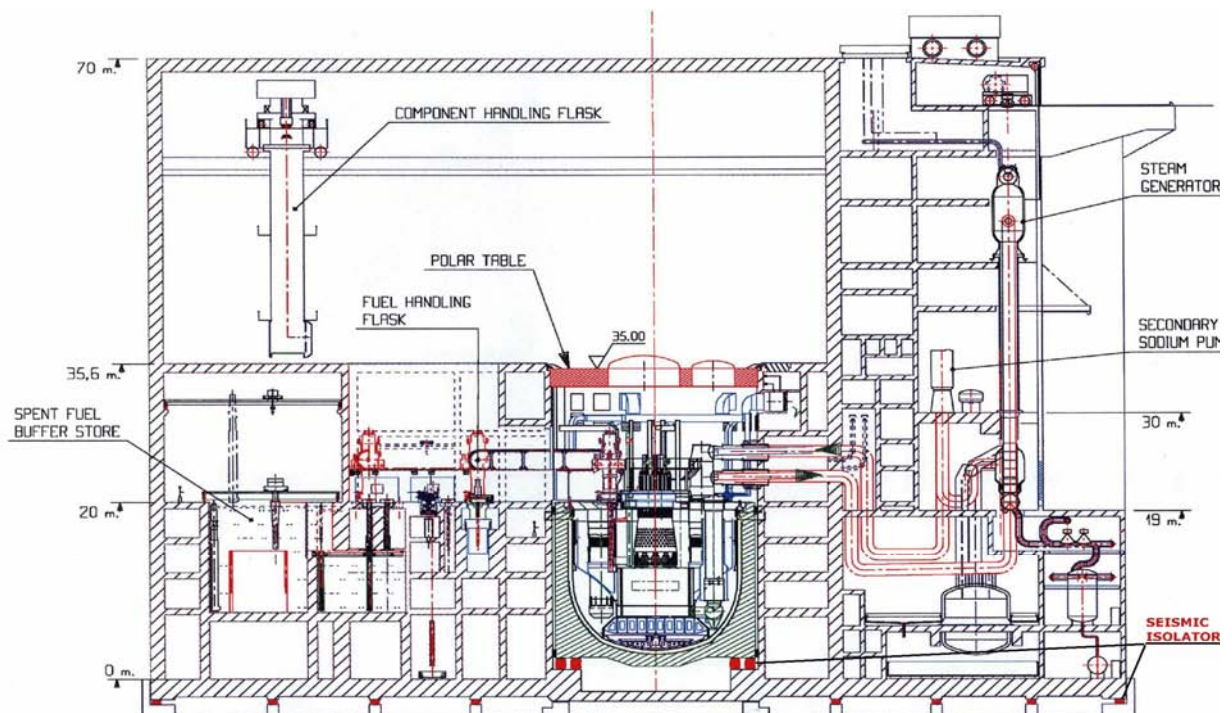 70 m.
COMPONENT HANDLING FLASK
STEAM
GENERATOR
POLAR TABLE
FUEL HANDLING
FLASK
35.00
SECONDARY
SODIUM PUM
35,6 m.
SPENT FUEL
BUFFER STORE
30 m.
20 m.
19 m.
SEISMIC
ISOLATOR
0 m.